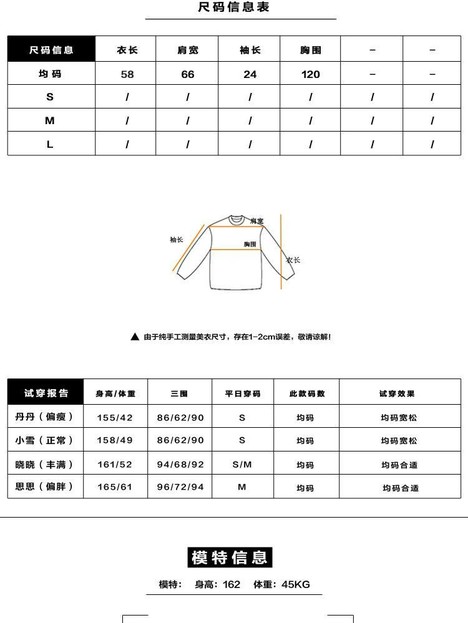 尺码信息表
尺码信息 衣长 肩宽 袖长 胸围 － －
均码 58 66 24 120 － －
S / / / / / /
M / / / / / /
L / / / / / /
肩宽
袖长
胸围
衣长
▲ 由于纯手工测量美衣尺寸，存在1-2cm误差，敬请谅解！
试穿报告 身高/体重 三围 平日穿码 此款码数 试穿效果
丹丹（偏瘦） 155/42 86/62/90 S 均码 均码宽松
小雪（正常） 158/49 86/62/90 S 均码 均码宽松
晓晓（丰满） 161/52 94/68/92 S/M 均码 均码合适
思思（偏胖） 165/61 96/72/94 M 均码 均码合适
模特信息
模特： 身高：162 体重：45KG